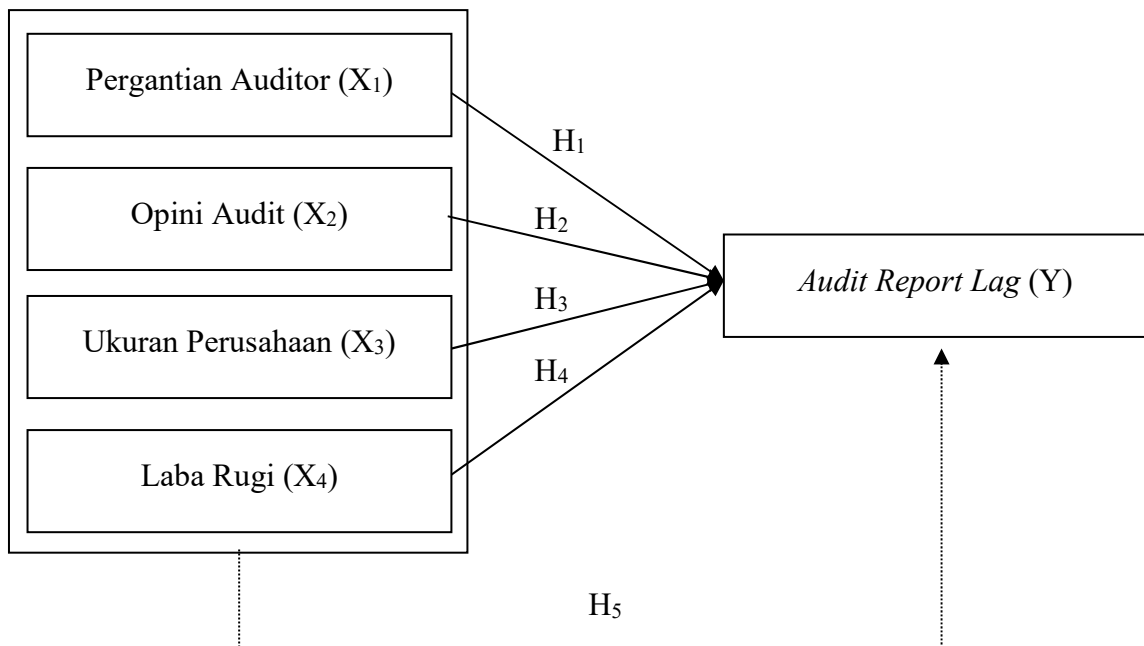 Pergantian Auditor (X₁)
H₁
Opini Audit (X₂)
H₂
Audit Report Lag (Y)
H₃
Ukuran Perusahaan (X₃)
H₄
Laba Rugi (X₄)
H₅